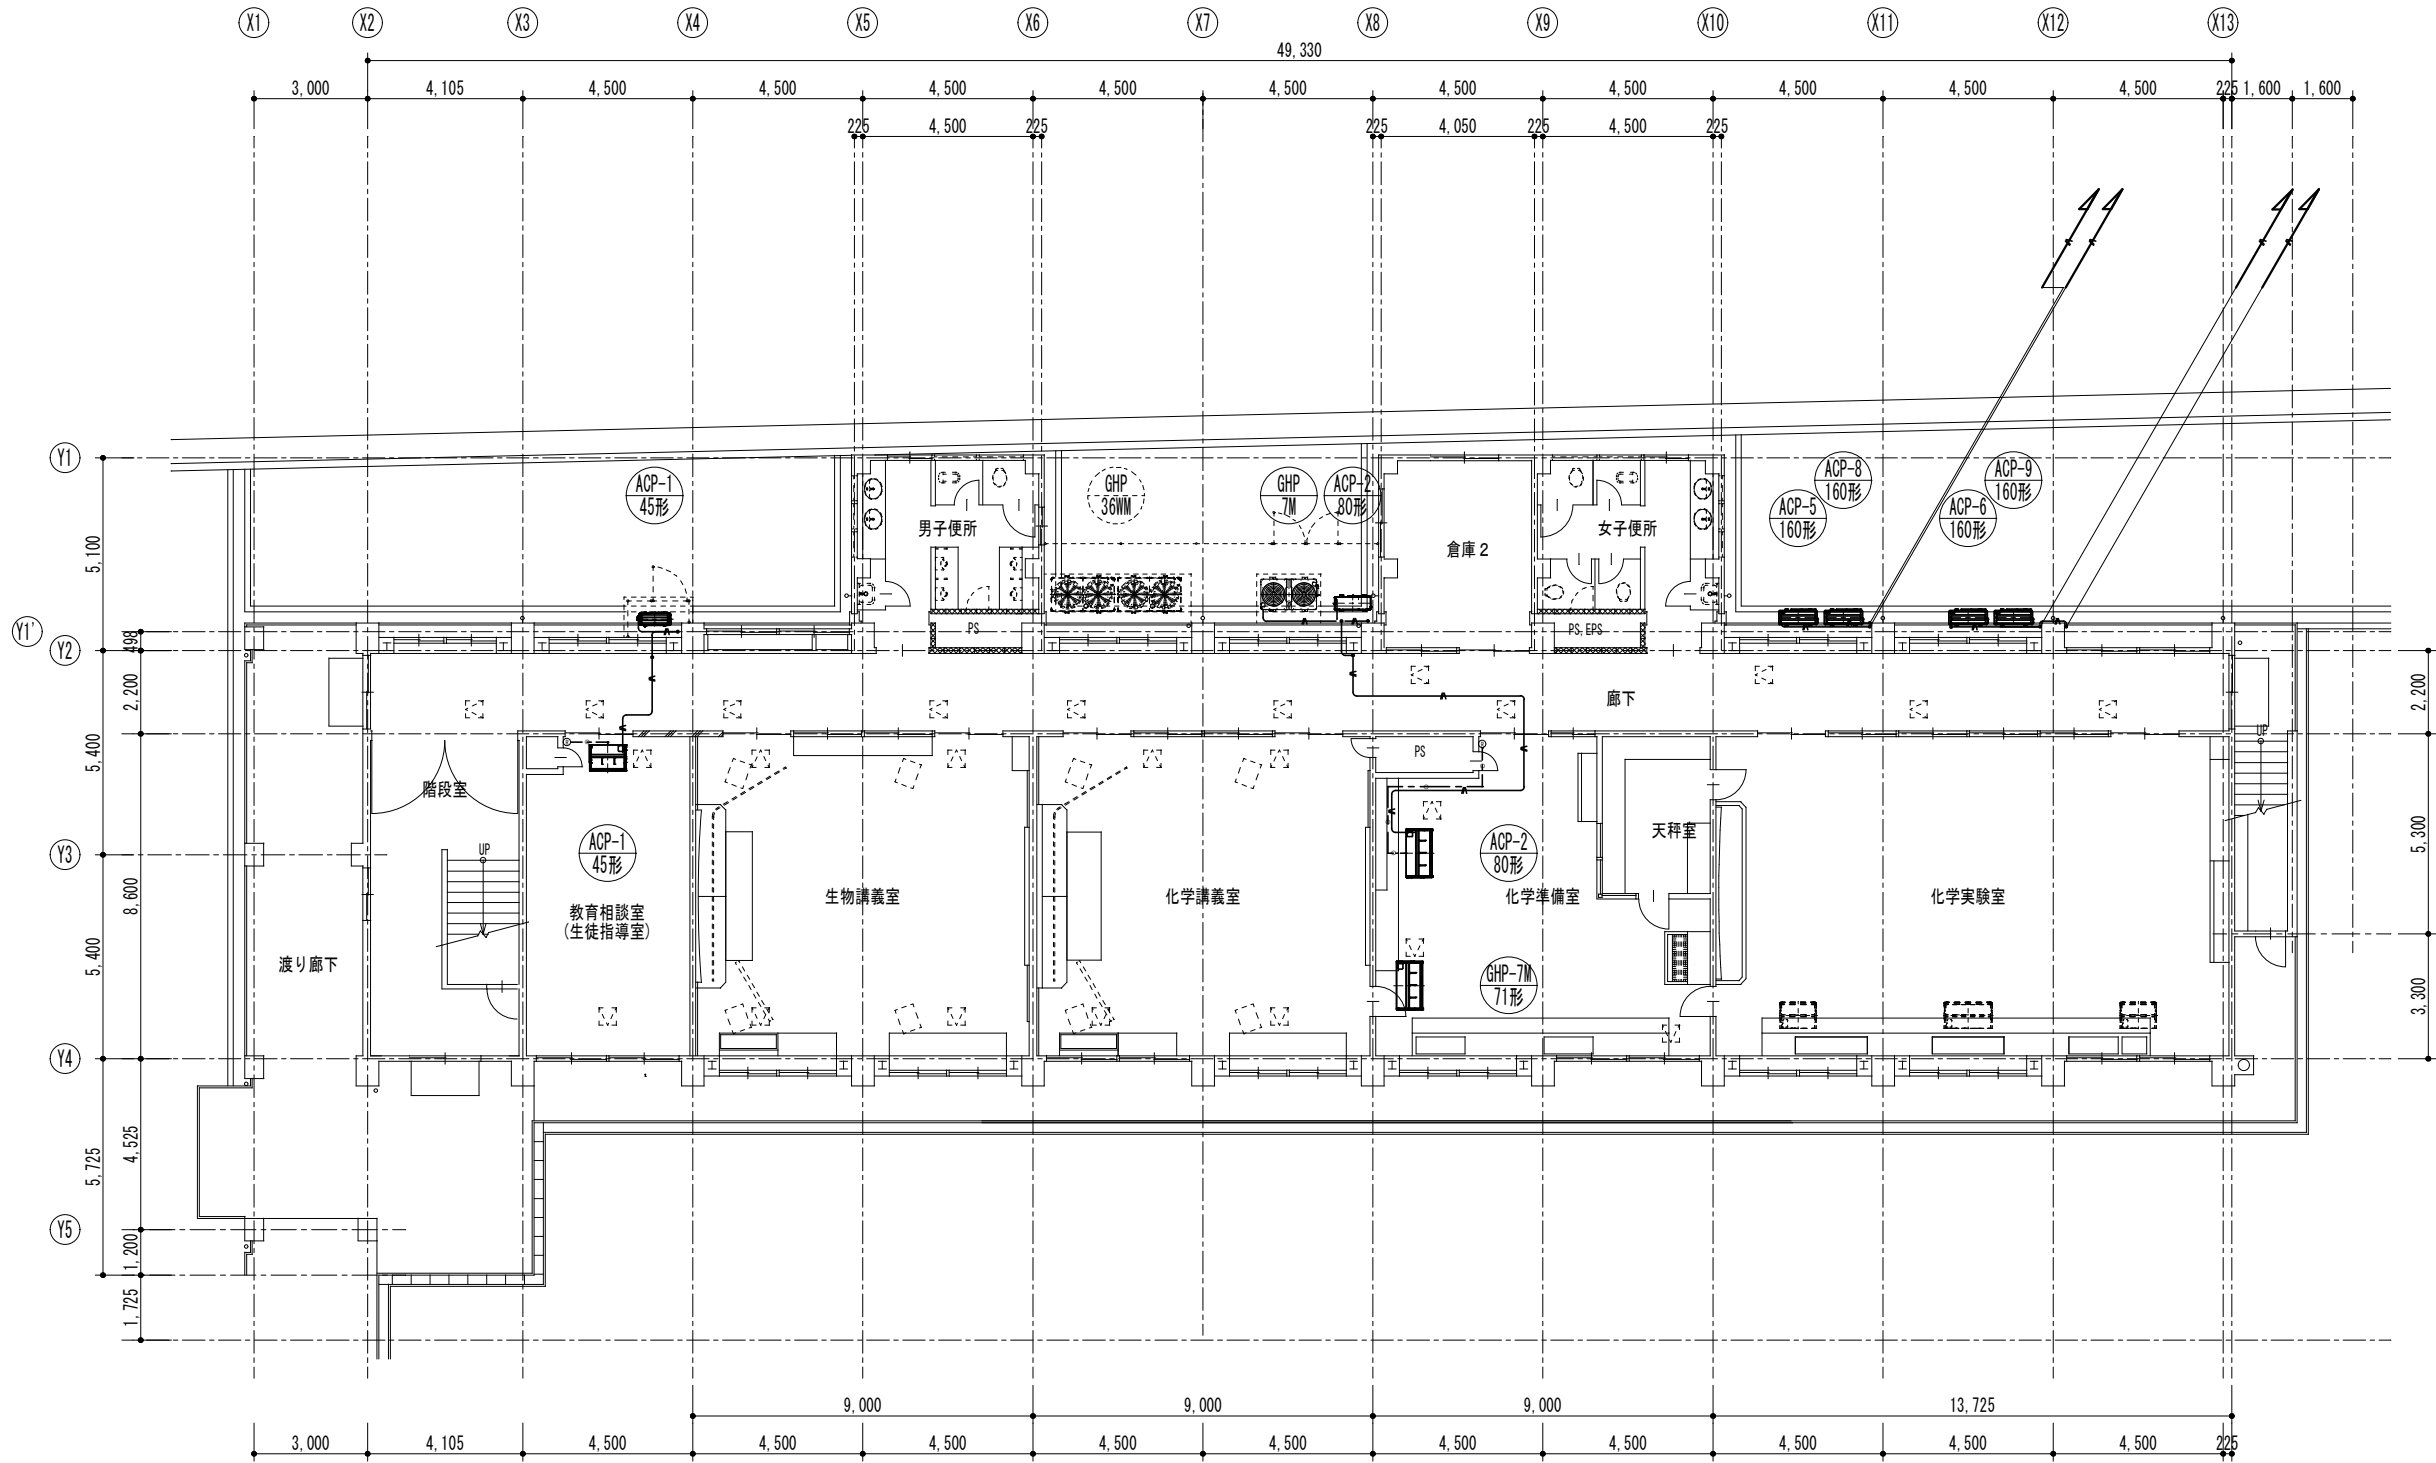 X1 X2 X3 X4 X5 X6 X7 X8 X9 X10 X11 X12 X13
49,330
3,000 4,105 4,500 4,500 4,500 4,500 4,500 4,500 4,500 4,500 4,500 4,500 225 1,600 1,600
225 4,500 225 225 4,050 4,500 225
Y1
Y1'
Y2
Y3
Y4
Y5
5,100
498
2,200
5,400
8,600
5,400
4,525
5,725
1,200
1,725
2,200
5,300
3,300
ACP-1
45形
GHP
36WM
GHP
7M
ACP-2
80形
ACP-8
160形
ACP-5
160形
ACP-9
160形
ACP-6
160形
男子便所
倉庫2
女子便所
PS
PS,EPS
廊下
PS
UP
階段室
UP
天秤室
ACP-1
45形
ACP-2
80形
教育相談室
(生徒指導室)
生物講義室
化学講義室
化学準備室
化学実験室
渡り廊下
GHP-7M
71形
9,000 9,000 9,000 13,725
3,000 4,105 4,500 4,500 4,500 4,500 4,500 4,500 4,500 4,500 4,500 4,500 225